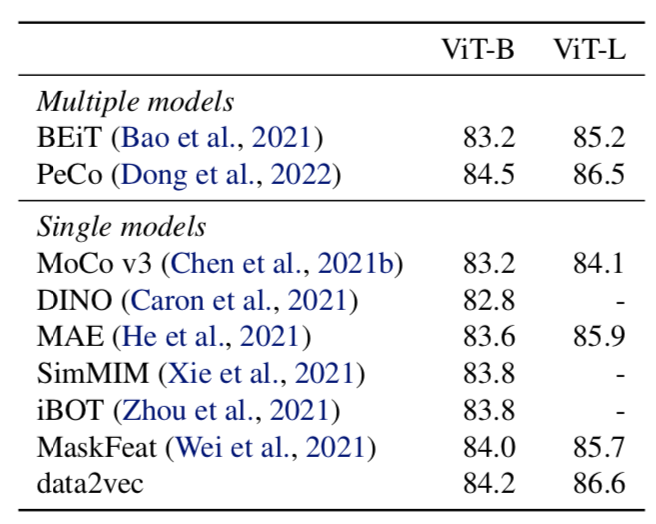 ViT-B ViT-L
Multiple models
BEiT (Bao et al., 2021) 83.2 85.2
PeCo (Dong et al., 2022) 84.5 86.5
Single models
MoCo v3 (Chen et al., 2021b) 83.2 84.1
DINO (Caron et al., 2021) 82.8 -
MAE (He et al., 2021) 83.6 85.9
SimMIM (Xie et al., 2021) 83.8 -
iBOT (Zhou et al., 2021) 83.8 -
MaskFeat (Wei et al., 2021) 84.0 85.7
data2vec 84.2 86.6